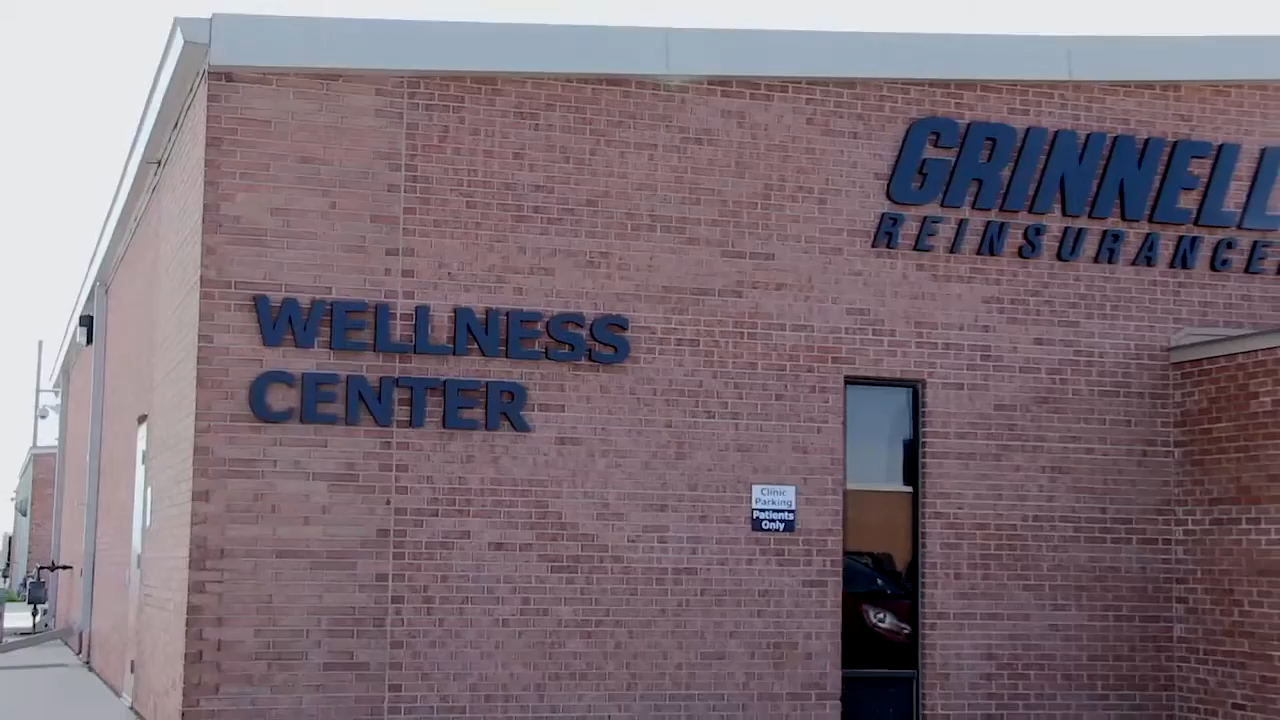 GRINNELL
REINSURANCE
WELLNESS
CENTER
Clinic
Parking
Patients
Only